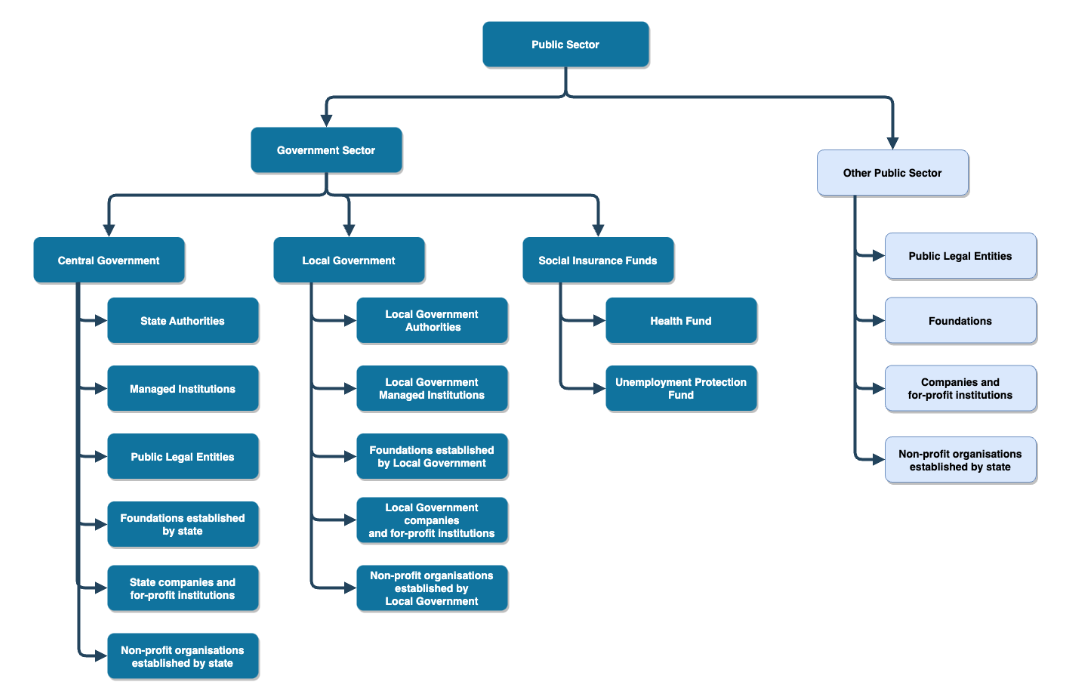 Public Sector
Government Sector
Other Public Sector
Central Government
State Authorities
Managed Institutions
Public Legal Entities
Foundations established
by state
State companies and
for-profit institutions
Non-profit organisations
established by state
Local Government
Local Government
Authorities
Local Government
Managed Institutions
Foundations established
by Local Government
Local Government
companies
and for-profit institutions
Non-profit organisations
established by
Local Government
Social Insurance Funds
Health Fund
Unemployment Protection
Fund
Public Legal Entities
Foundations
Companies and
for-profit institutions
Non-profit organisations
established by state